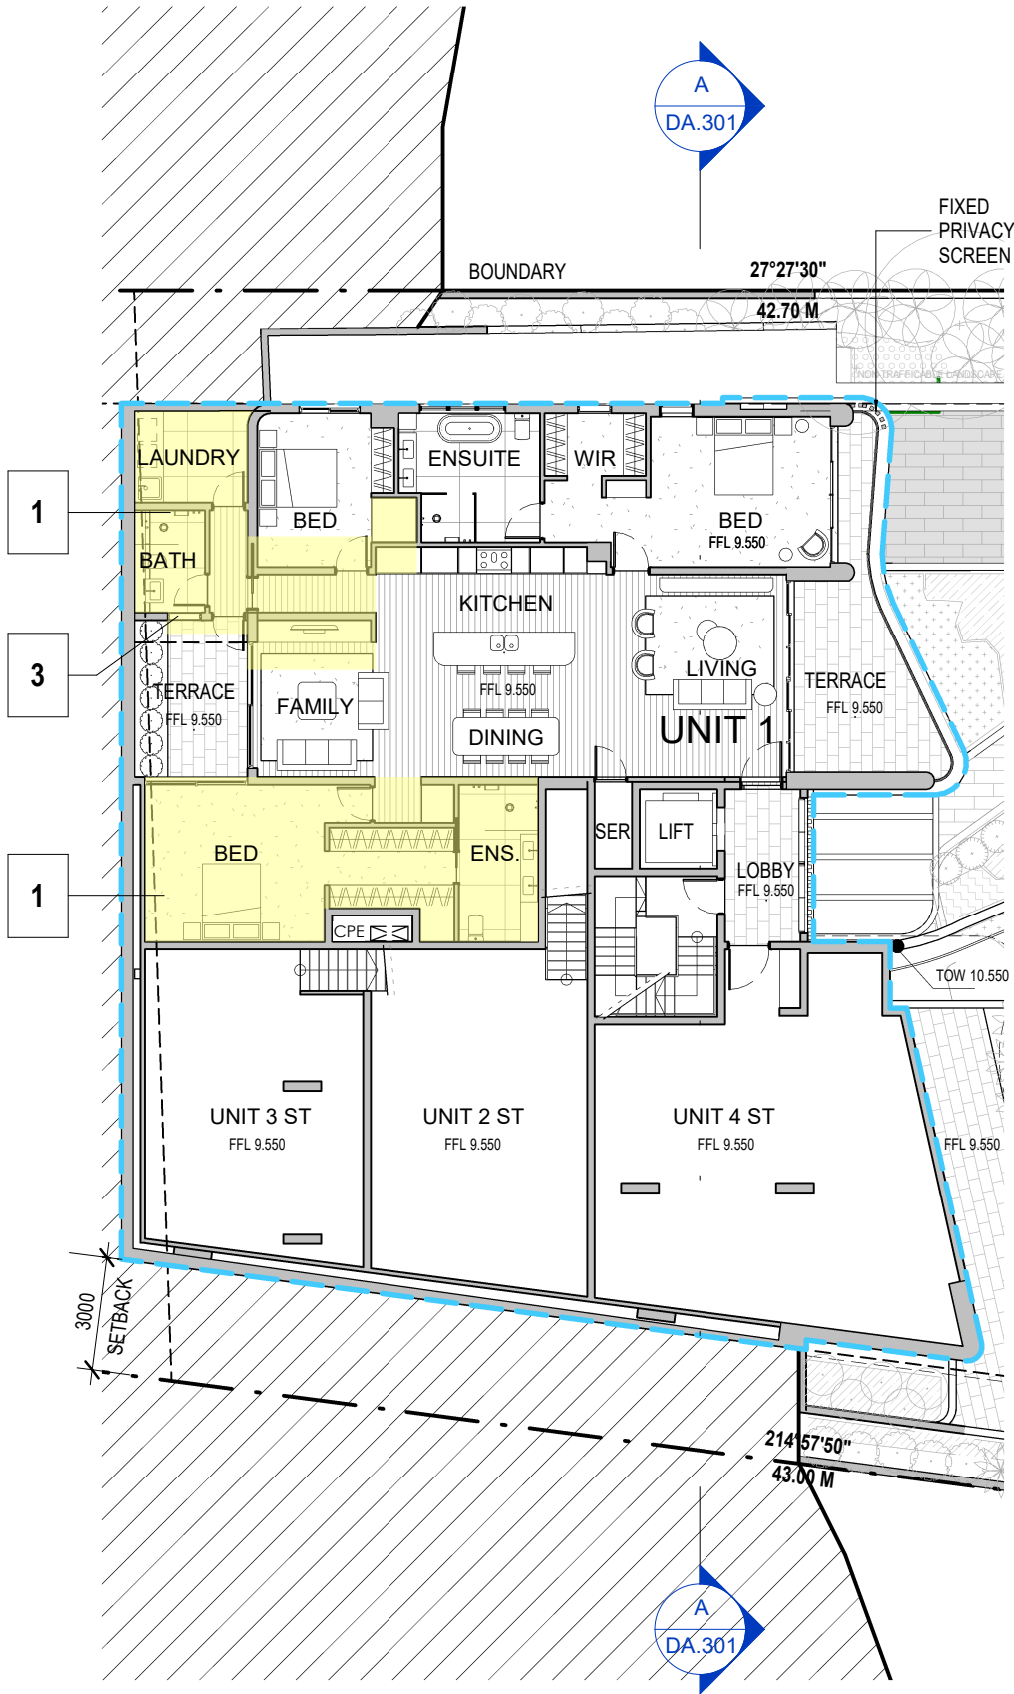 A
DA.301
FIXED
PRIVACY
SCREEN
BOUNDARY
27°27'30"
42.70 M
NON TRAFFICABLE LANDSCAPE
LAUNDRY
ENSUITE
WIR
1
BED
BED
FFL 9.550
BATH
KITCHEN
3
LIVING
TERRACE
FFL 9.550
FAMILY
FFL 9.550
TERRACE
FFL 9.550
UNIT 1
DINING
SER
LIFT
BED
ENS.
1
LOBBY
FFL 9.550
CPE
TOW 10.550
UNIT 3 ST
FFL 9.550
UNIT 2 ST
FFL 9.550
UNIT 4 ST
FFL 9.550
FFL 9.550
3000
SETBACK
214°57'50"
43.00 M
A
DA.301